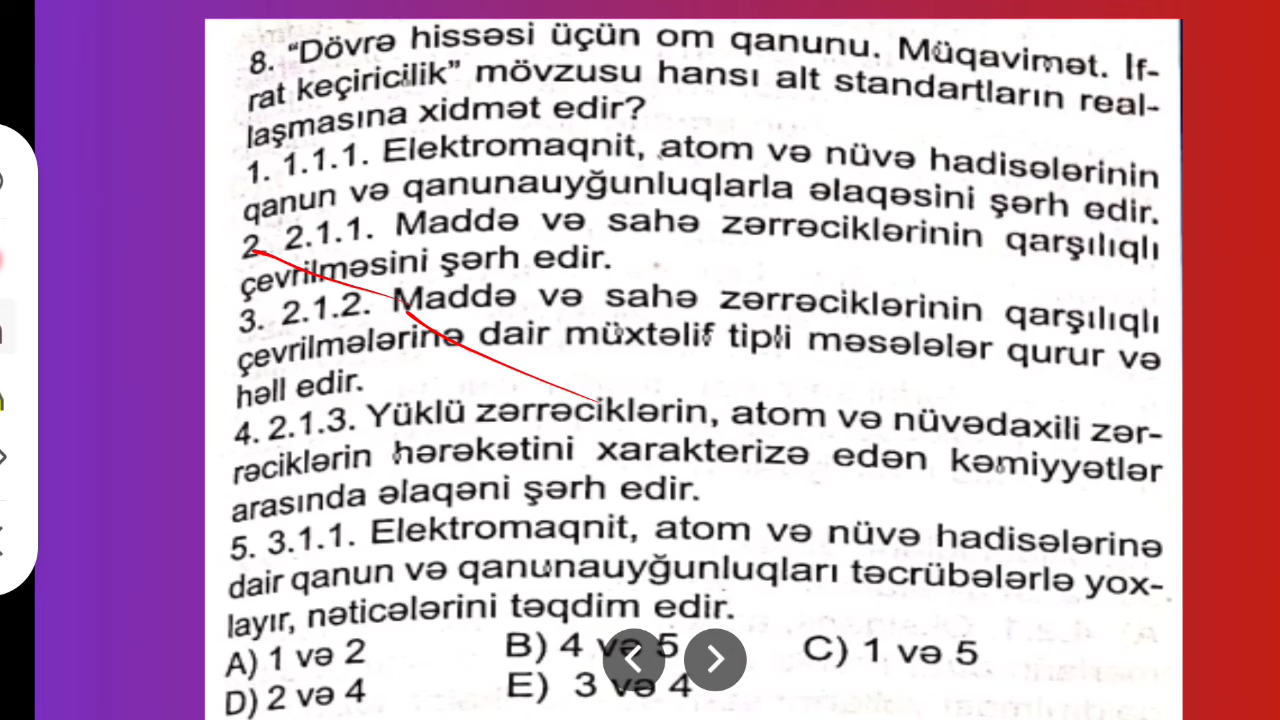 8. “Dövrə hissəsi üçün om qanunu. Müqavimət. If-
rat keçiricilik” mövzusu hansı alt standartların real-
laşmasına xidmət edir?
1. 1.1.1. Elektromaqnit, atom və nüvə hadisələrinin
qanun və qanunauyğunluqlarla əlaqəsini şərh edir.
2. 2.1.1. Maddə və sahə zərrəciklərinin qarşılıqlı
çevrilməsini şərh edir.
3. 2.1.2. Maddə və sahə zərrəciklərinin qarşılıqlı
çevrilmələrinə dair müxtəlif tipli məsələlər qurur və
həll edir.
4. 2.1.3. Yüklü zərrəciklərin, atom və nüvədaxili zər-
rəciklərin hərəkətini xarakterizə edən kəmiyyətlər
arasında əlaqəni şərh edir.
5. 3.1.1. Elektromaqnit, atom və nüvə hadisələrinə
dair qanun və qanunauyğunluqları təcrübələrlə yox-
layır, nəticələrini təqdim edir.
A) 1 və 2 B) 4 və 5 C) 1 və 5
D) 2 və 4 E) 3 və 4